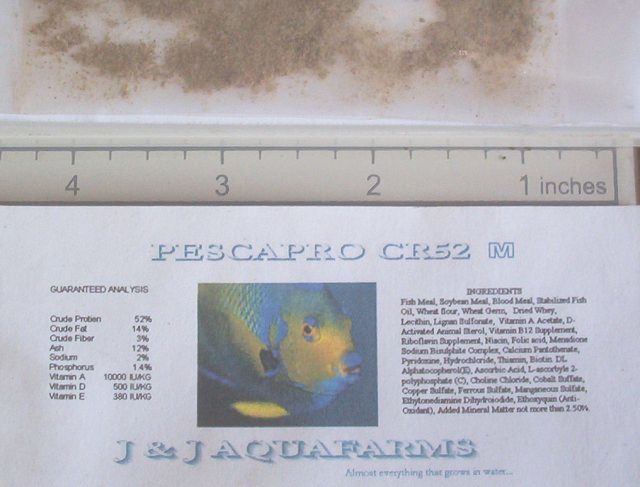 4 3 2 1 inches
PESCAPRO CR52 M
GUARANTEED ANALYSIS
Crude Protien 52%
Crude Fat 14%
Crude Fiber 3%
Ash 12%
Sodium 2%
Phosphorus 1.4%
Vitamin A 10000 IU/KG
Vitamin D 500 IU/KG
Vitamin E 380 IU/KG
INGREDIENTS
Fish Meal, Soybean Meal, Blood Meal, Stabilized Fish
Oil, Wheat flour, Wheat Germ, Dried Whey,
Lecithin, Lignan Sulfonate, Vitamin A Acetate, D-
Activated Animal Sterol, Vitamin B12 Supplement,
Riboflavin Supplement, Niacin, Folic acid, Menadione
Sodium Bisulphite Complex, Calcium Pantothenate,
Pyridoxine, Hydrochloride, Thiamin, Biotin DL
Alphatocopherol(E), Ascorbic Acid, L-ascorbyls 2-
polyphosphate (C), Choline Chloride, Cobalt Sulfate,
Copper Sulfate, Ferrous Sulfate, Manganous Sulfate,
Ethylonediamine Dihydroiodide, Ethoxyquin (Anti-
Oxidant), Added Mineral Matter not more than 2.50%.
J & J AQUAFARMS
Almost everything that grows in water...